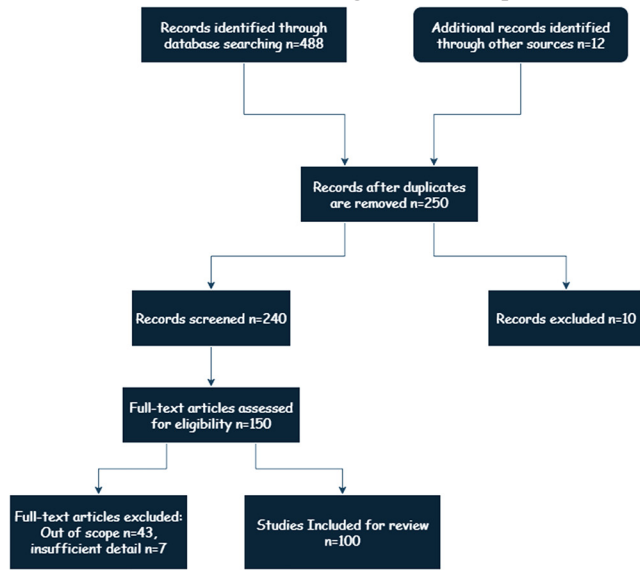 Records identified through
database searching n=488
Additional records identified
through other sources n=12
Records after duplicates
are removed n=250
Records screened n=240
Records excluded n=10
Full-text articles assessed
for eligibility n=150
Full-text articles excluded:
Out of scope n=43,
insufficient detail n=7
Studies Included for review
n=100